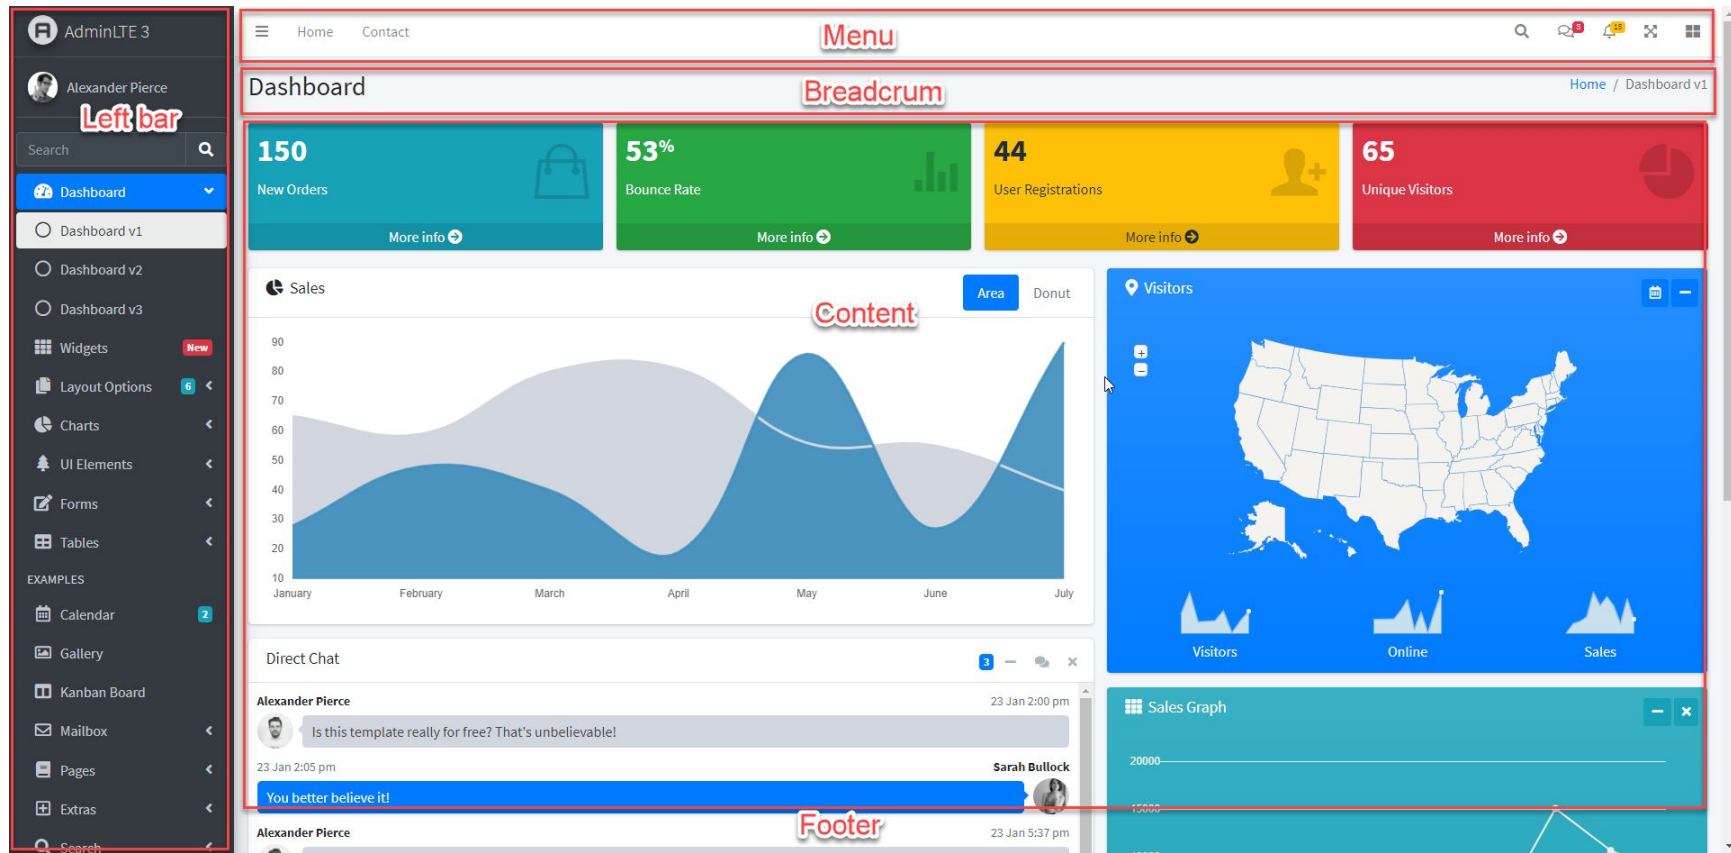 AdminLTE 3
Alexander Pierce
Left bar
Search
Dashboard
Dashboard v1
Dashboard v2
Dashboard v3
Widgets New
Layout Options 6
Charts
UI Elements
Forms
Tables
EXAMPLES
Calendar 2
Gallery
Kanban Board
Mailbox
Pages
Extras
Search
Home Contact
Menu
15
Dashboard
Breadcrum
Home / Dashboard v1
150
New Orders
More info
53%
Bounce Rate
More info
44
User Registrations
More info
65
Unique Visitors
More info
Sales
Area Donut
Content
90
80
70
60
50
40
30
20
10
January February March April May June July
Visitors
+
−
Visitors Online Sales
Direct Chat
3
Alexander Pierce 23 Jan 2:00 pm
Is this template really for free? That's unbelievable!
23 Jan 2:05 pm Sarah Bullock
You better believe it!
Footer
Alexander Pierce 23 Jan 5:37 pm
Sales Graph
20000
15000